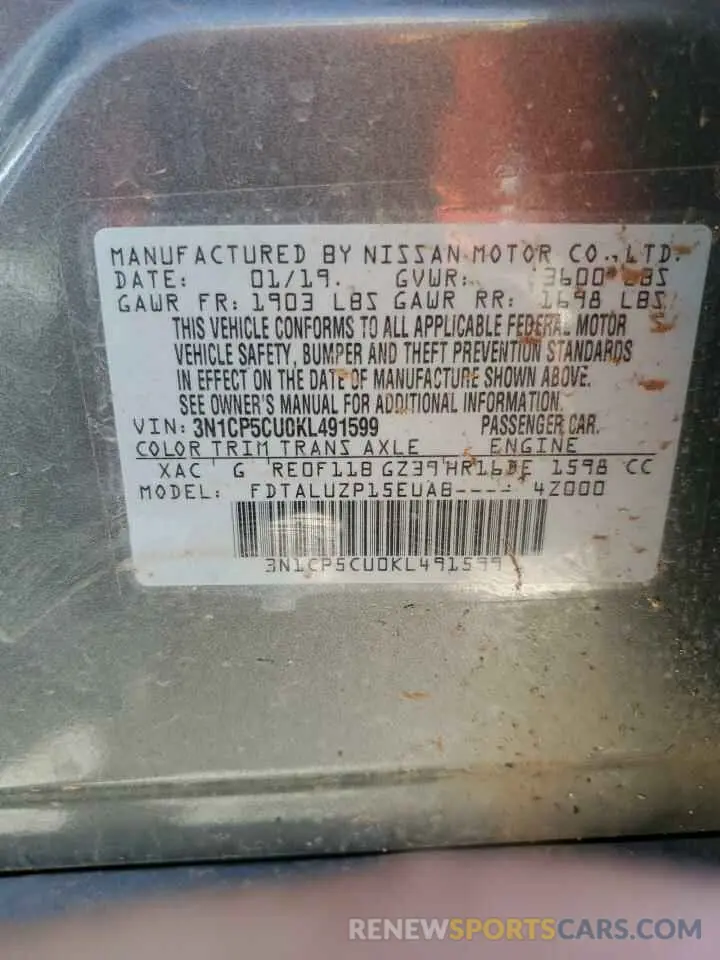 MANUFACTURED BY NISSAN MOTOR CO., LTD.
DATE: 01/19. GVWR: 3600 LBS
GAWR FR: 1903 LBS GAWR RR: 1698 LBS
THIS VEHICLE CONFORMS TO ALL APPLICABLE FEDERAL MOTOR
VEHICLE SAFETY, BUMPER AND THEFT PREVENTION STANDARDS
IN EFFECT ON THE DATE OF MANUFACTURE SHOWN ABOVE.
SEE OWNER'S MANUAL FOR ADDITIONAL INFORMATION.
VIN: 3N1CP5CU0KL491599 PASSENGER CAR.
COLOR TRIM TRANS AXLE ENGINE
XAC G RE0F11B GZ39 HR16DE 1598 CC
MODEL: FDTALUZP15EUAB---- 4Z000
3N1CP5CU0KL491599
RENEWSPORTSCARS.COM